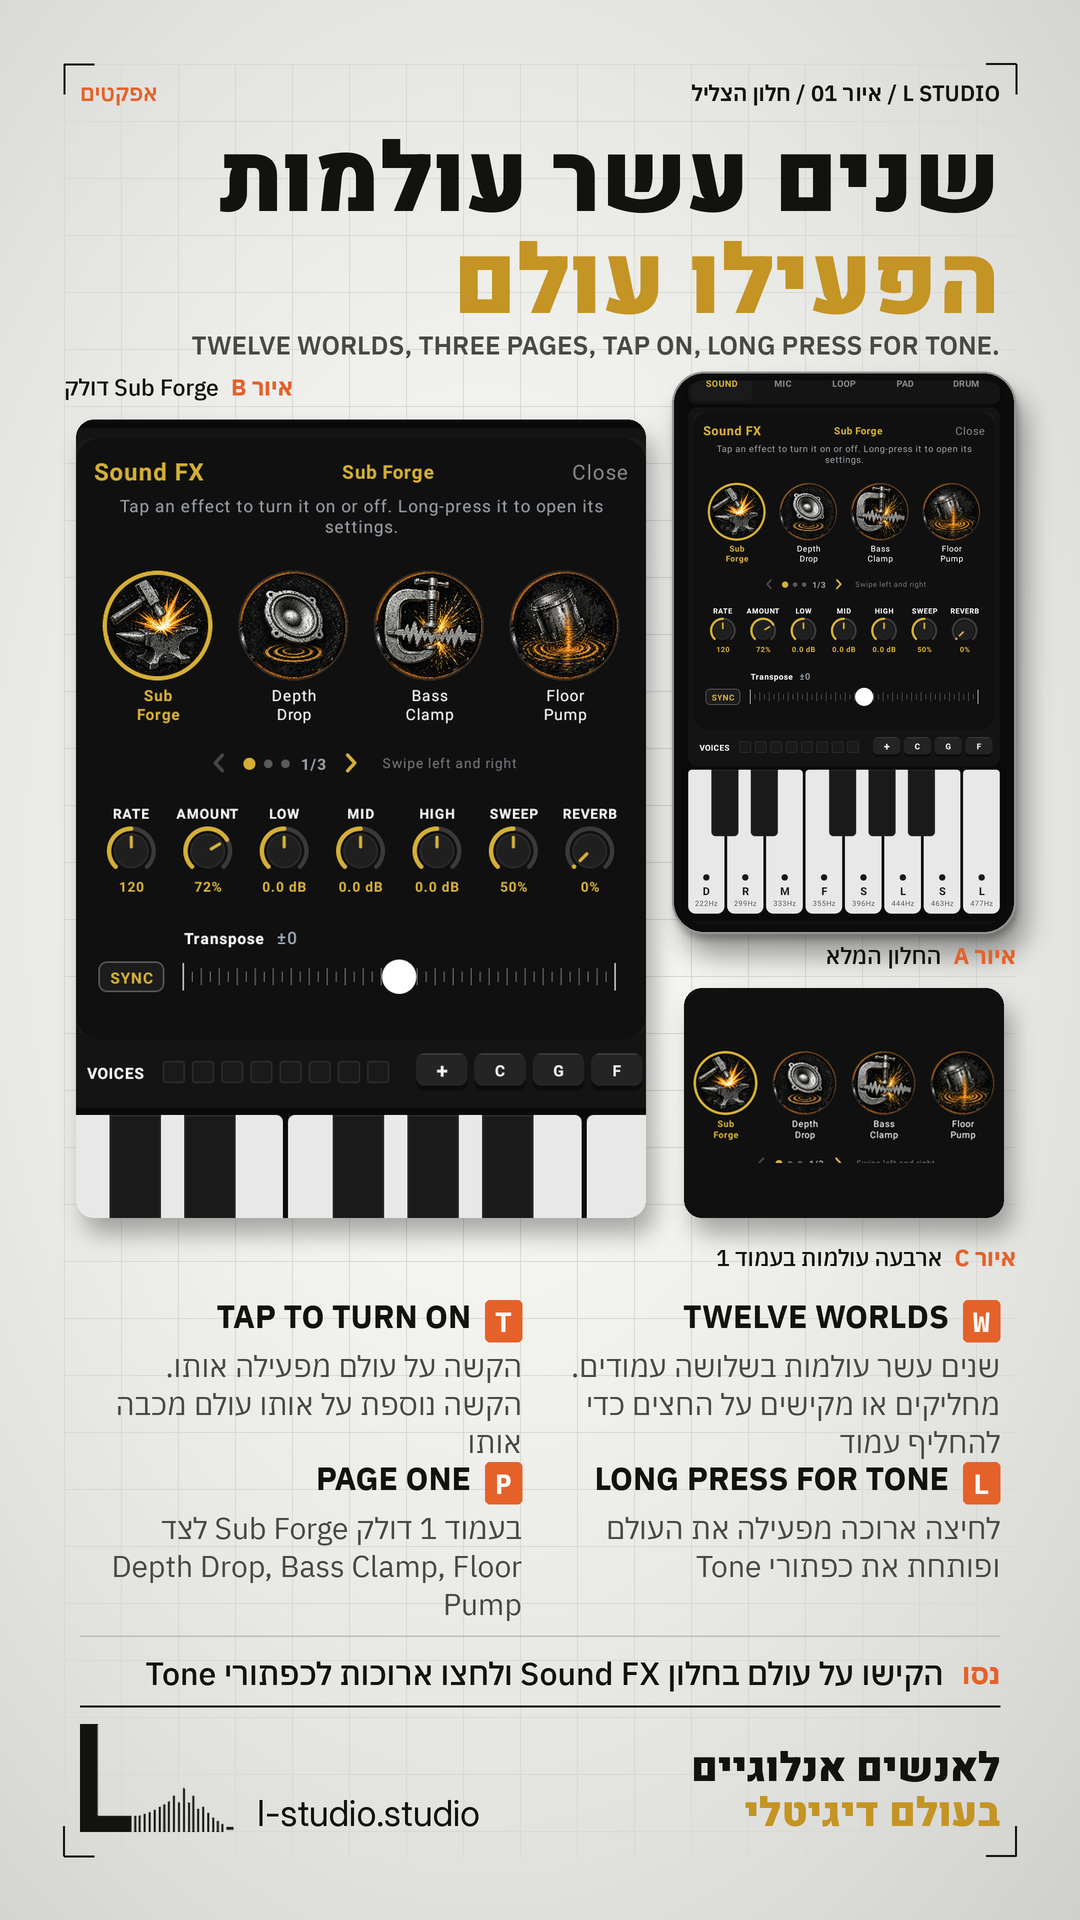 L STUDIO / איור 01 / חלון הצליל
אפקטים
שנים עשר עולמות
הפעילו עולם
TWELVE WORLDS, THREE PAGES, TAP ON, LONG PRESS FOR TONE.
איור B Sub Forge דולק
Sound FX Sub Forge Close
Tap an effect to turn it on or off. Long-press it to open its
settings.
Sub Forge
Depth Drop
Bass Clamp
Floor Pump
1/3 Swipe left and right
RATE AMOUNT LOW MID HIGH SWEEP REVERB
120 72% 0.0 dB 0.0 dB 0.0 dB 50% 0%
Transpose ±0
SYNC
VOICES + C G F
SOUND MIC LOOP PAD DRUM
Sound FX Sub Forge Close
Tap an effect to turn it on or off. Long-press it to open its
settings.
Sub Forge
Depth Drop
Bass Clamp
Floor Pump
1/3 Swipe left and right
RATE AMOUNT LOW MID HIGH SWEEP REVERB
120 72% 0.0 dB 0.0 dB 0.0 dB 50% 0%
Transpose ±0
SYNC
VOICES + C G F
D R M F S L S L
222Hz 299Hz 333Hz 355Hz 396Hz 444Hz 463Hz 477Hz
איור A החלון המלא
Sub Forge
Depth Drop
Bass Clamp
Floor Pump
1/3 Swipe left and right
איור C ארבעה עולמות בעמוד 1
W TWELVE WORLDS
שנים עשר עולמות בשלושה עמודים.
מחליקים או מקישים על החצים כדי
להחליף עמוד
T TAP TO TURN ON
הקשה על עולם מפעילה אותו.
הקשה נוספת על אותו עולם מכבה
אותו
L LONG PRESS FOR TONE
לחיצה ארוכה מפעילה את העולם
ופותחת את כפתורי Tone
P PAGE ONE
בעמוד 1 דולק Sub Forge לצד
Depth Drop, Bass Clamp, Floor
Pump
נסו הקישו על עולם בחלון Sound FX ולחצו ארוכות לכפתורי Tone
לאנשים אנלוגיים
בעולם דיגיטלי
L
l-studio.studio